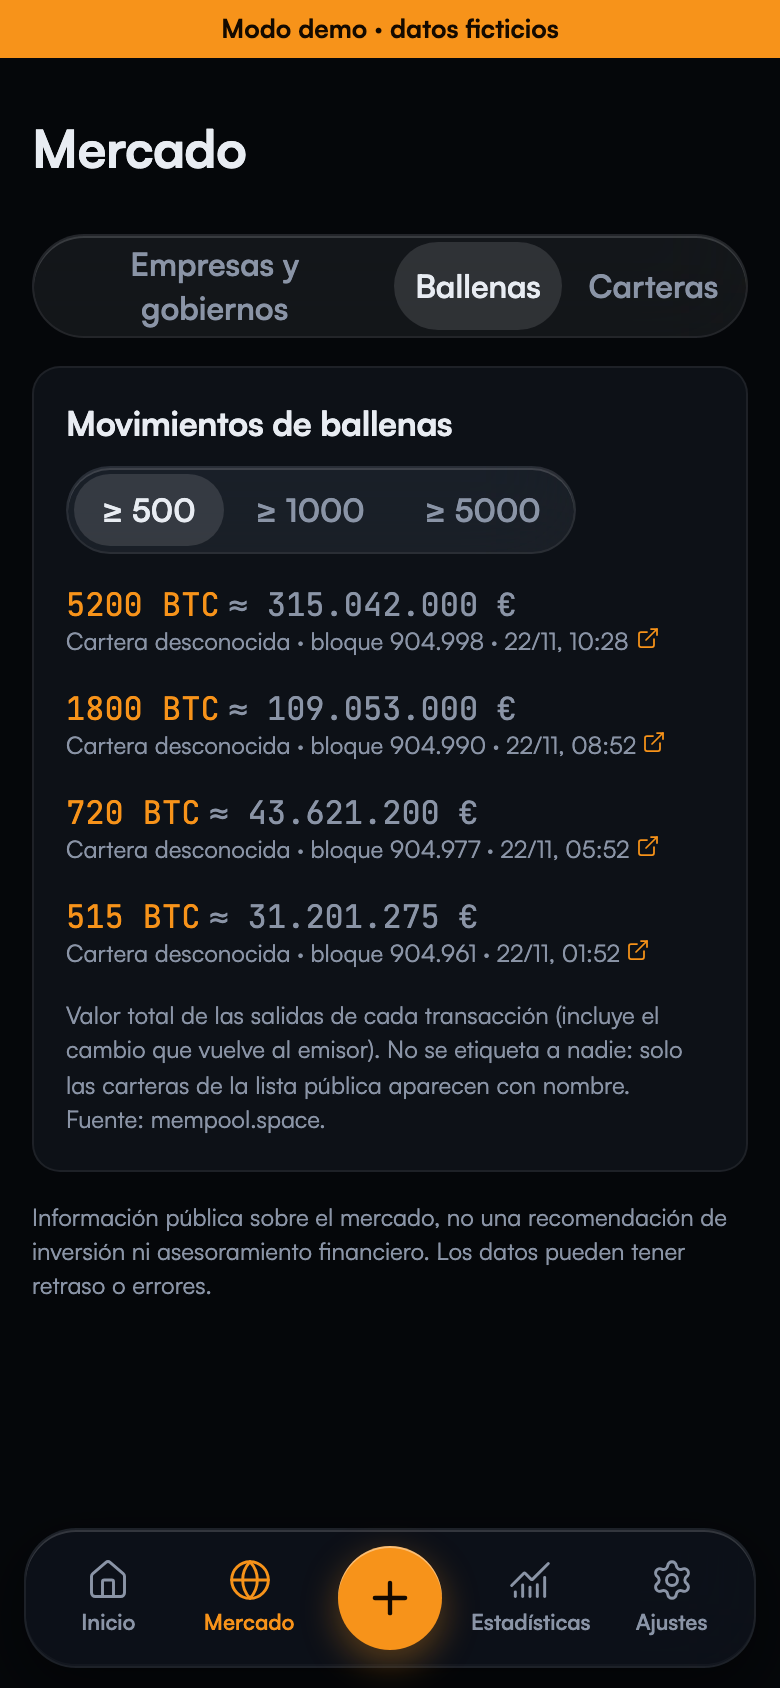 Modo demo • datos ficticios
Mercado
Empresas y
gobiernos
Ballenas
Carteras
Movimientos de ballenas
≥ 500
≥ 1000
≥ 5000
5200 BTC ≈ 315.042.000 €
Cartera desconocida • bloque 904.998 • 22/11, 10:28
1800 BTC ≈ 109.053.000 €
Cartera desconocida • bloque 904.990 • 22/11, 08:52
720 BTC ≈ 43.621.200 €
Cartera desconocida • bloque 904.977 • 22/11, 05:52
515 BTC ≈ 31.201.275 €
Cartera desconocida • bloque 904.961 • 22/11, 01:52
Valor total de las salidas de cada transacción (incluye el
cambio que vuelve al emisor). No se etiqueta a nadie: solo
las carteras de la lista pública aparecen con nombre.
Fuente: mempool.space.
Información pública sobre el mercado, no una recomendación de
inversión ni asesoramiento financiero. Los datos pueden tener
retraso o errores.
Inicio
Mercado
Estadísticas
Ajustes